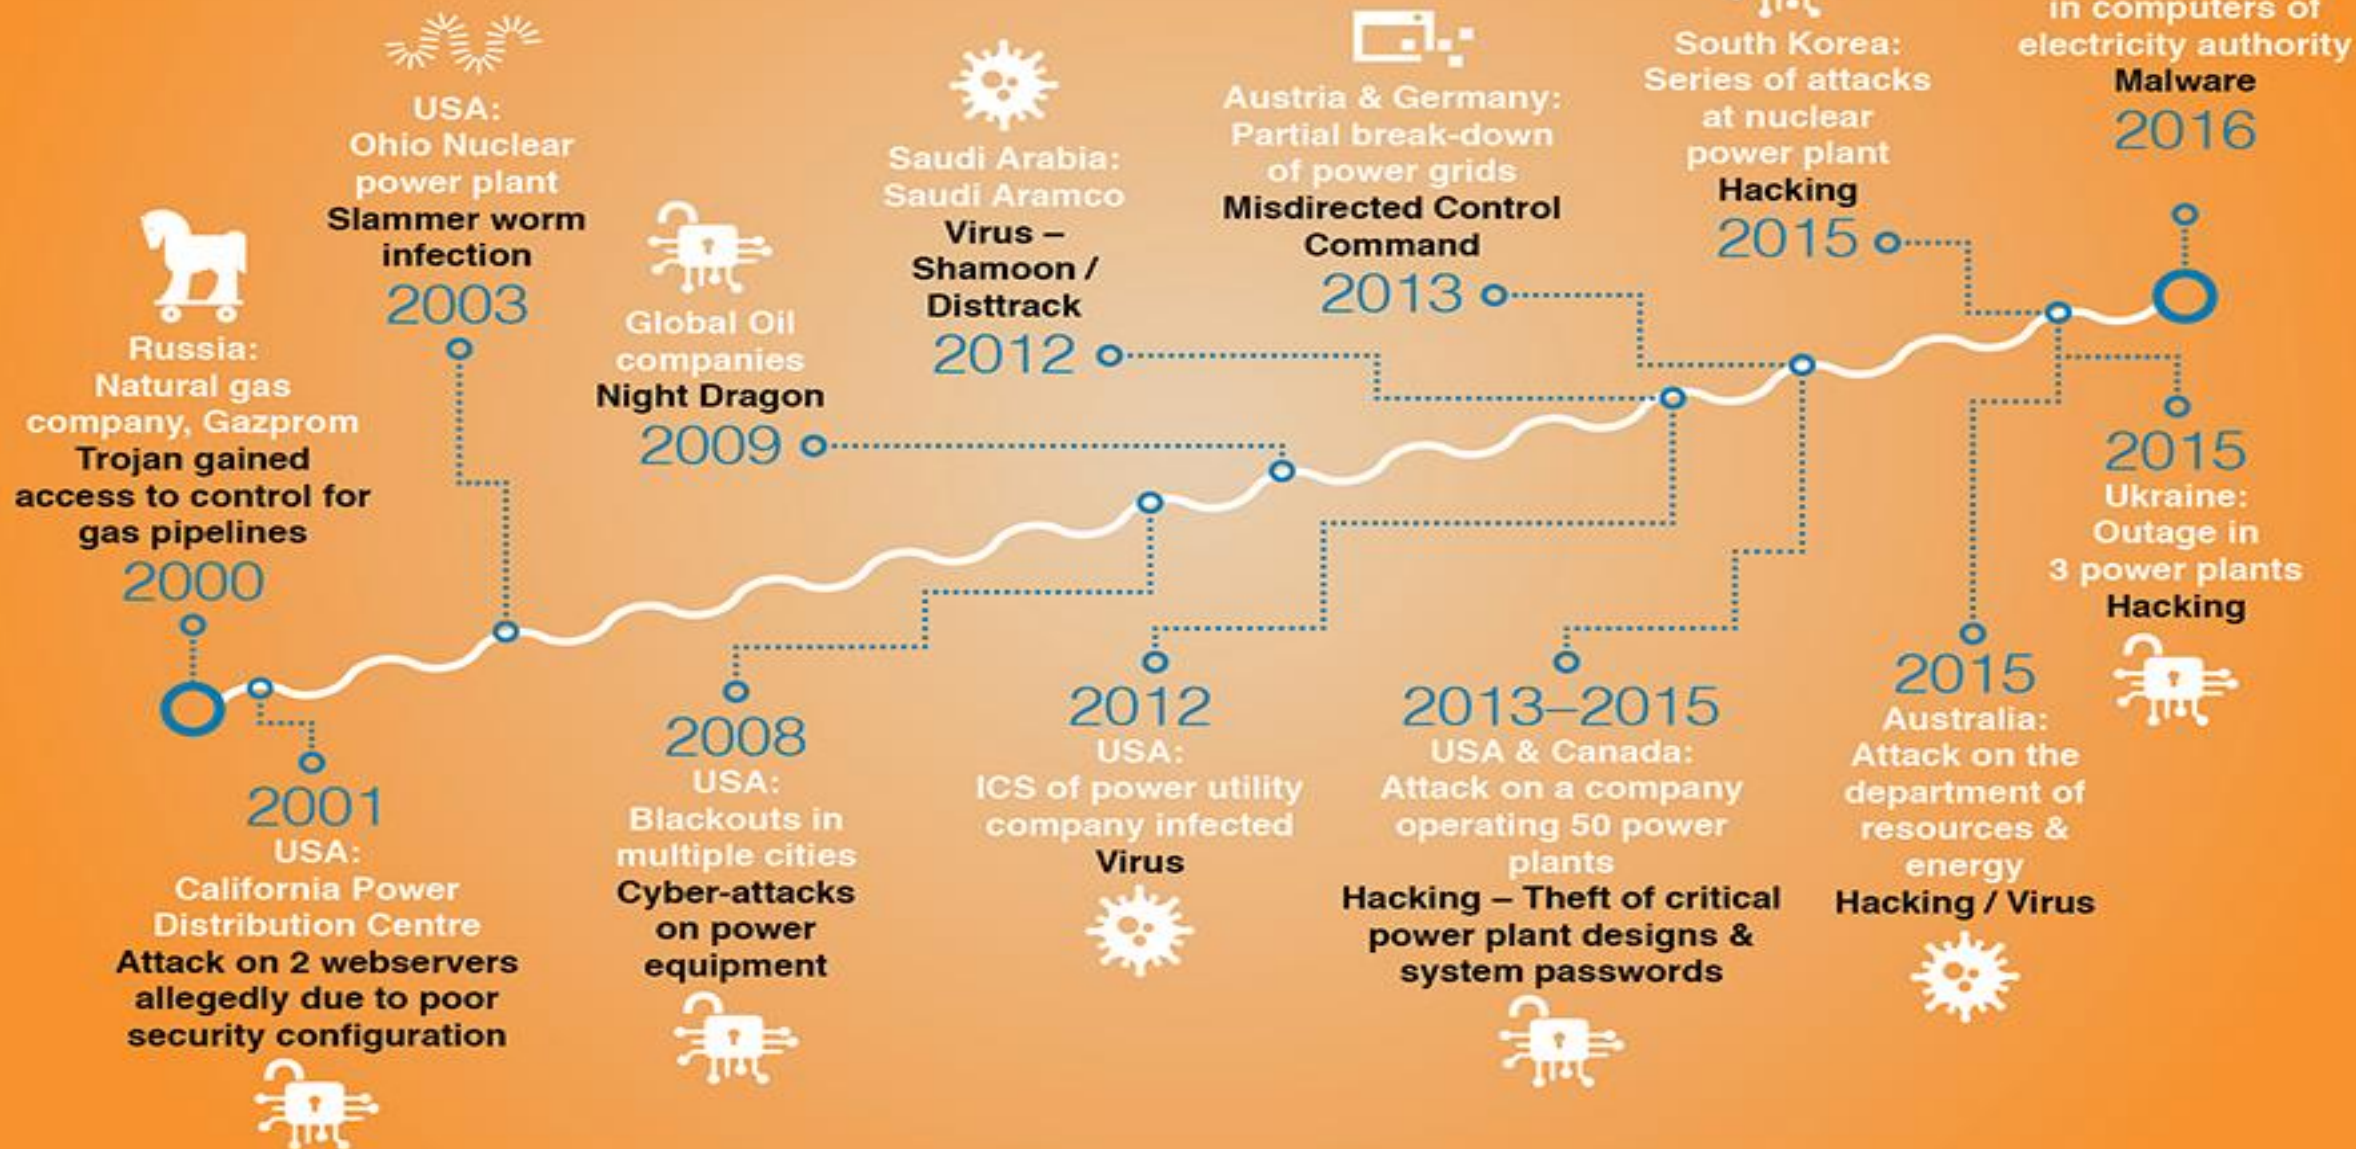 Russia:
Natural gas
company, Gazprom
Trojan gained
access to control for
gas pipelines
2000
2001
USA:
California Power
Distribution Centre
Attack on 2 webservers
allegedly due to poor
security configuration
USA:
Ohio Nuclear
power plant
Slammer worm
infection
2003
2008
USA:
Blackouts in
multiple cities
Cyber-attacks
on power
equipment
Global Oil
companies
Night Dragon
2009
Saudi Arabia:
Saudi Aramco
Virus –
Shamoon /
Disttrack
2012
2012
USA:
ICS of power utility
company infected
Virus
Austria & Germany:
Partial break-down
of power grids
Misdirected Control
Command
2013
2013–2015
USA & Canada:
Attack on a company
operating 50 power
plants
Hacking – Theft of critical
power plant designs &
system passwords
South Korea:
Series of attacks
at nuclear
power plant
Hacking
2015
2015
Australia:
Attack on the
department of
resources &
energy
Hacking / Virus
2015
Ukraine:
Outage in
3 power plants
Hacking
in computers of
electricity authority
Malware
2016